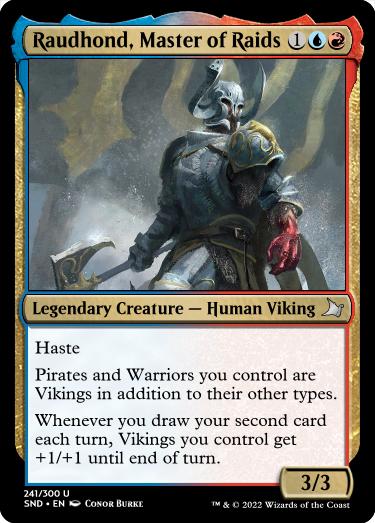 Raudhond, Master of Raids 1
Legendary Creature — Human Viking
Haste
Pirates and Warriors you control are
Vikings in addition to their other types.
Whenever you draw your second card
each turn, Vikings you control get
+1/+1 until end of turn.
3/3
241/300 U
SND • EN Conor Burke
™ & © 2022 Wizards of the Coast